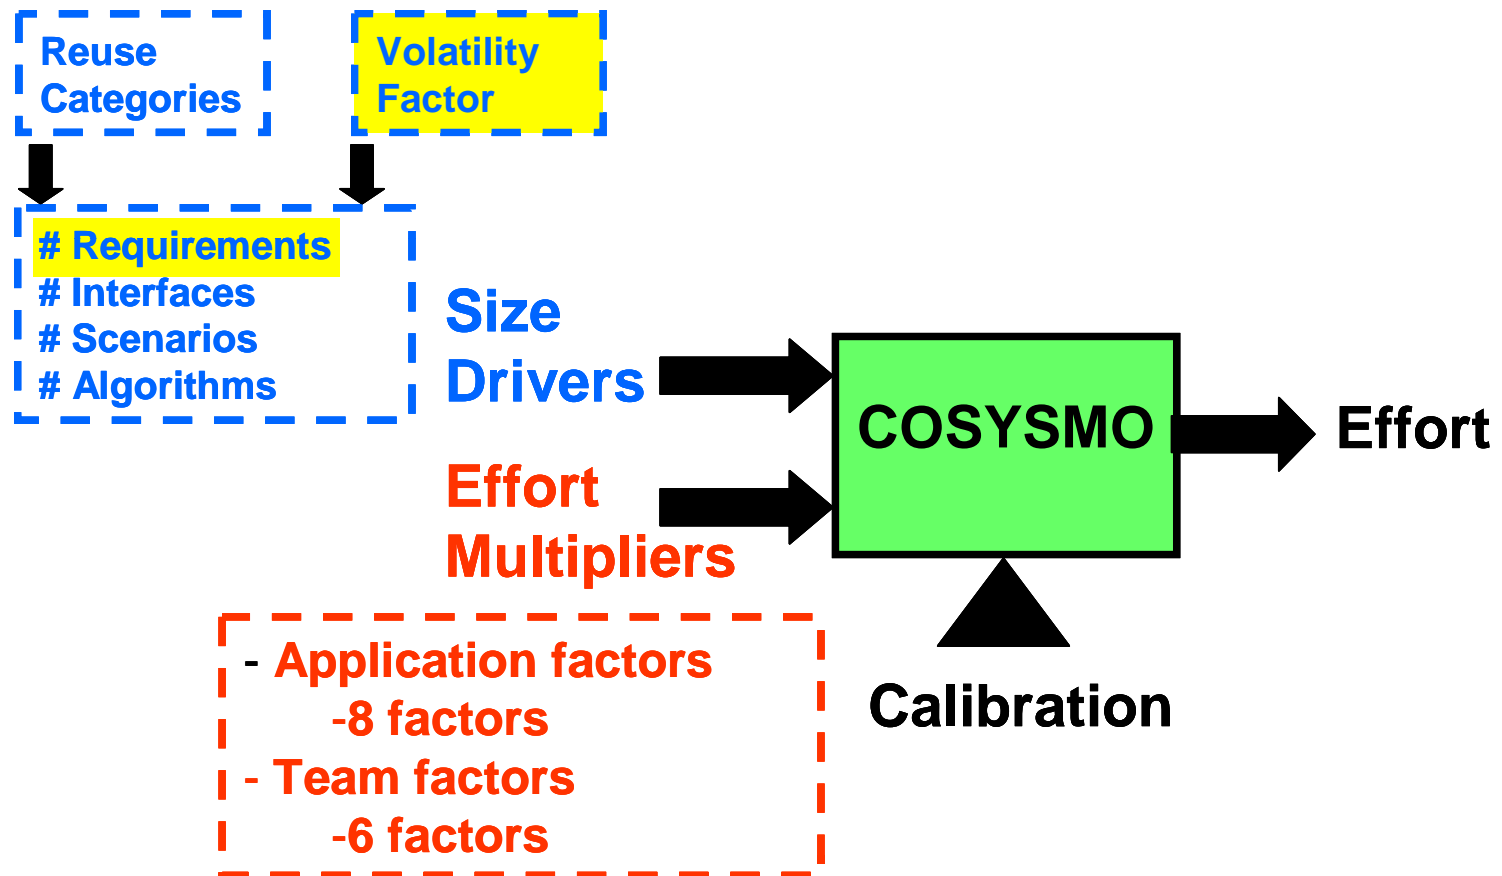 Reuse
Categories
Volatility
Factor
# Requirements
# Interfaces
# Scenarios
# Algorithms
Size
Drivers
Effort
Multipliers
COSYSMO
Effort
Calibration
- Application factors
-8 factors
- Team factors
-6 factors